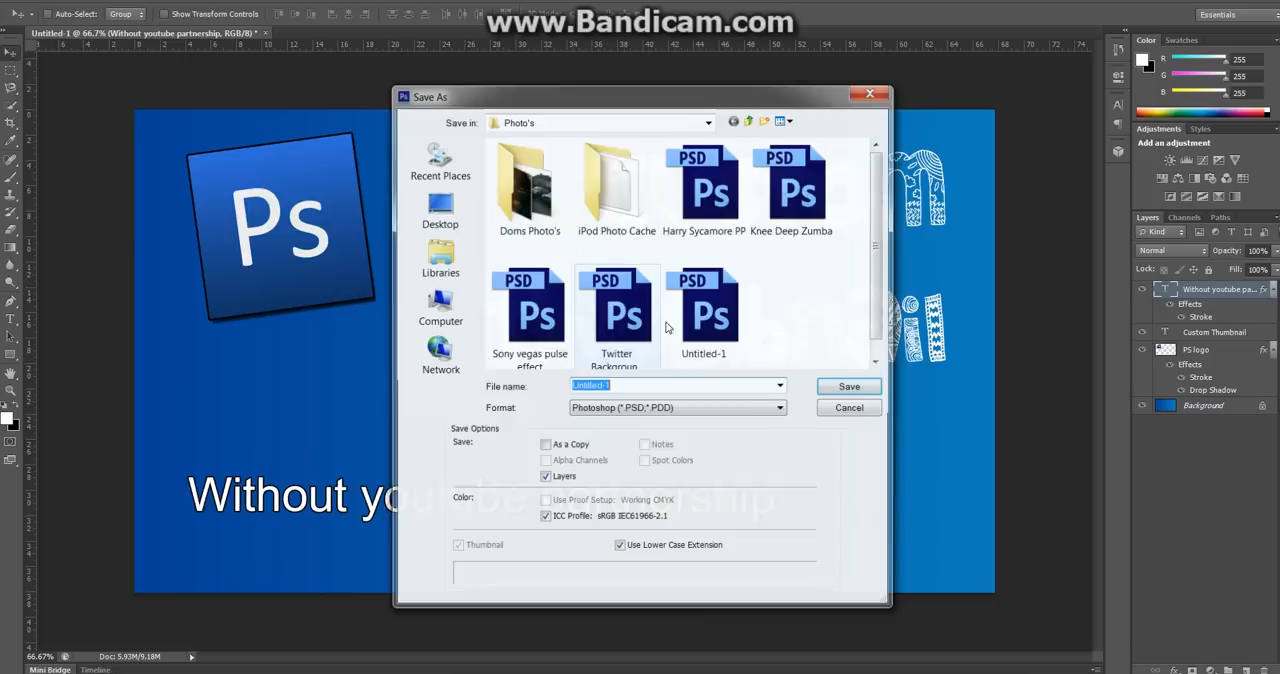 www.Bandicam.com
Auto-Select: Group Show Transform Controls Essentials
Untitled-1 @ 66.7% (Without youtube partnership, RGB/8) * ×
Color Swatches
R 255
G 255
B 255
Adjustments Styles
Add an adjustment
Layers Channels Paths
Kind
Normal Opacity: 100%
Lock: Fill: 100%
Without youtube pa... fx
Effects
Stroke
Custom Thumbnail
PS logo fx
Effects
Stroke
Drop Shadow
Background
Ps
Without youtube partnership
Save As
Save in: Photo's
Recent Places
Desktop
Libraries
Computer
Network
Doms Photo's
iPod Photo Cache
PSD Ps
Harry Sycamore PP
PSD Ps
Knee Deep Zumba
PSD Ps
Sony vegas pulse
effect
PSD Ps
Twitter
Backgroun
PSD Ps
Untitled-1
File name: Untitled-1 Save
Format: Photoshop (*.PSD;*.PDD) Cancel
Save Options
Save: As a Copy Notes
Alpha Channels Spot Colors
Layers
Color: Use Proof Setup: Working CMYK
ICC Profile: sRGB IEC61966-2.1
Thumbnail Use Lower Case Extension
66.67% Doc: 5.93M/9.18M
Mini Bridge Timeline